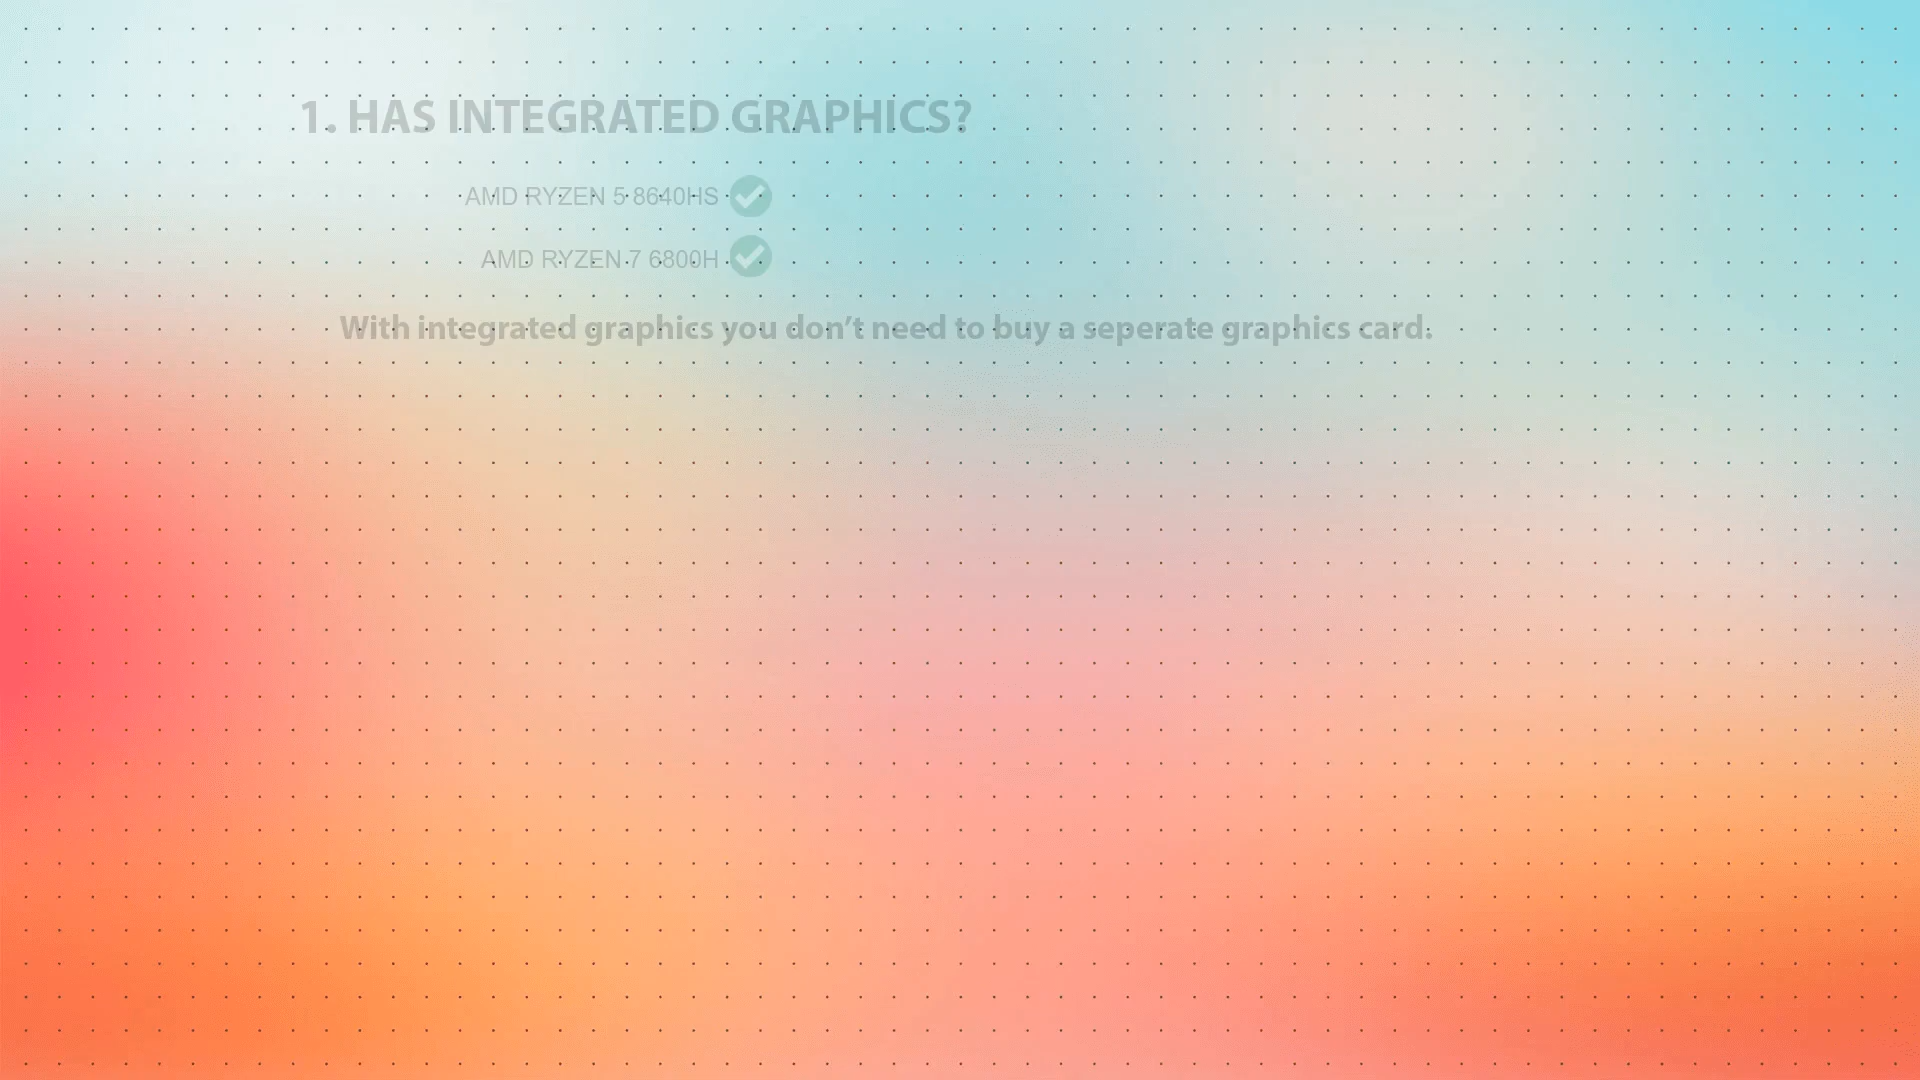 1. HAS INTEGRATED GRAPHICS?
AMD RYZEN 5 8640HS
AMD RYZEN 7 6800H
With integrated graphics you don’t need to buy a seperate graphics card.